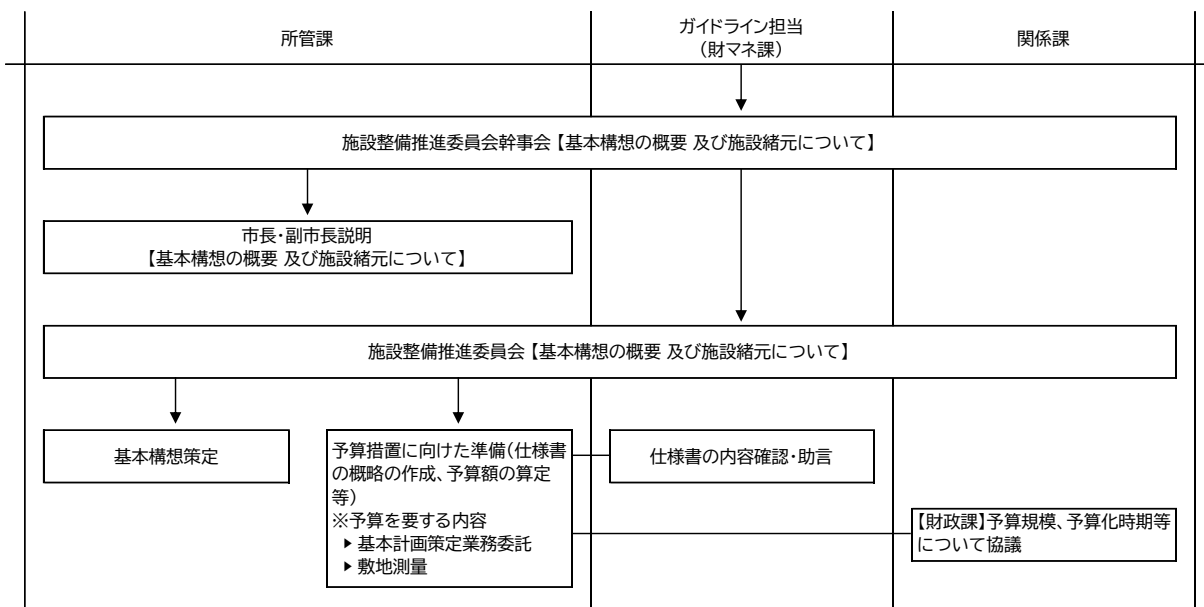 所管課
ガイドライン担当
（財マネ課）
関係課
施設整備推進委員会幹事会【基本構想の概要 及び施設緒元について】
市長・副市長説明
【基本構想の概要 及び施設緒元について】
施設整備推進委員会【基本構想の概要 及び施設緒元について】
基本構想策定
予算措置に向けた準備（仕様書
の概略の作成、予算額の算定
等）
※予算を要する内容
▶ 基本計画策定業務委託
▶ 敷地測量
仕様書の内容確認・助言
【財政課】予算規模、予算化時期等
について協議